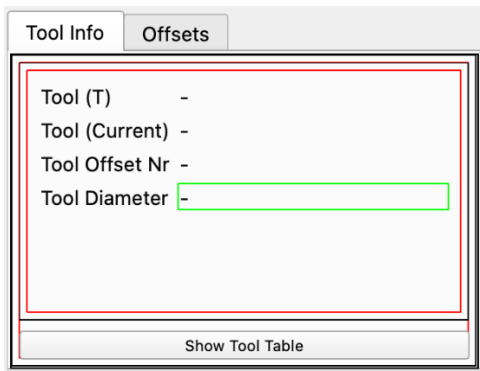 Tool Info Offsets
Tool (T) -
Tool (Current) -
Tool Offset Nr -
Tool Diameter -
Show Tool Table